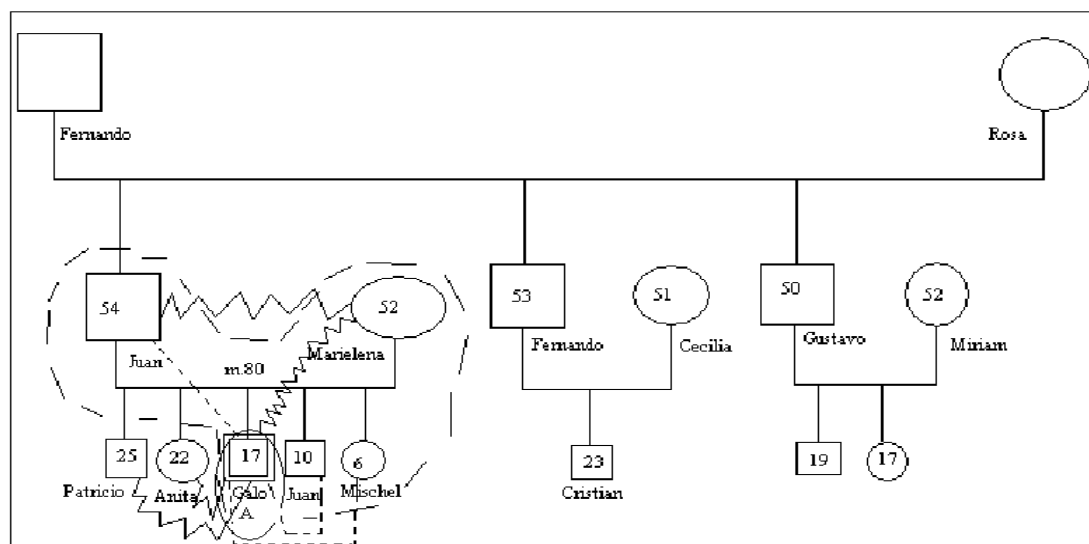 Fernando
Rosa
54
52
53
51
50
52
Juan
m.80
Marielena
Fernando
Cecilia
Gustavo
Miriam
25
22
17
10
6
23
19
17
Patricio
Anita
Galo
Juan
Mischel
Cristian
A